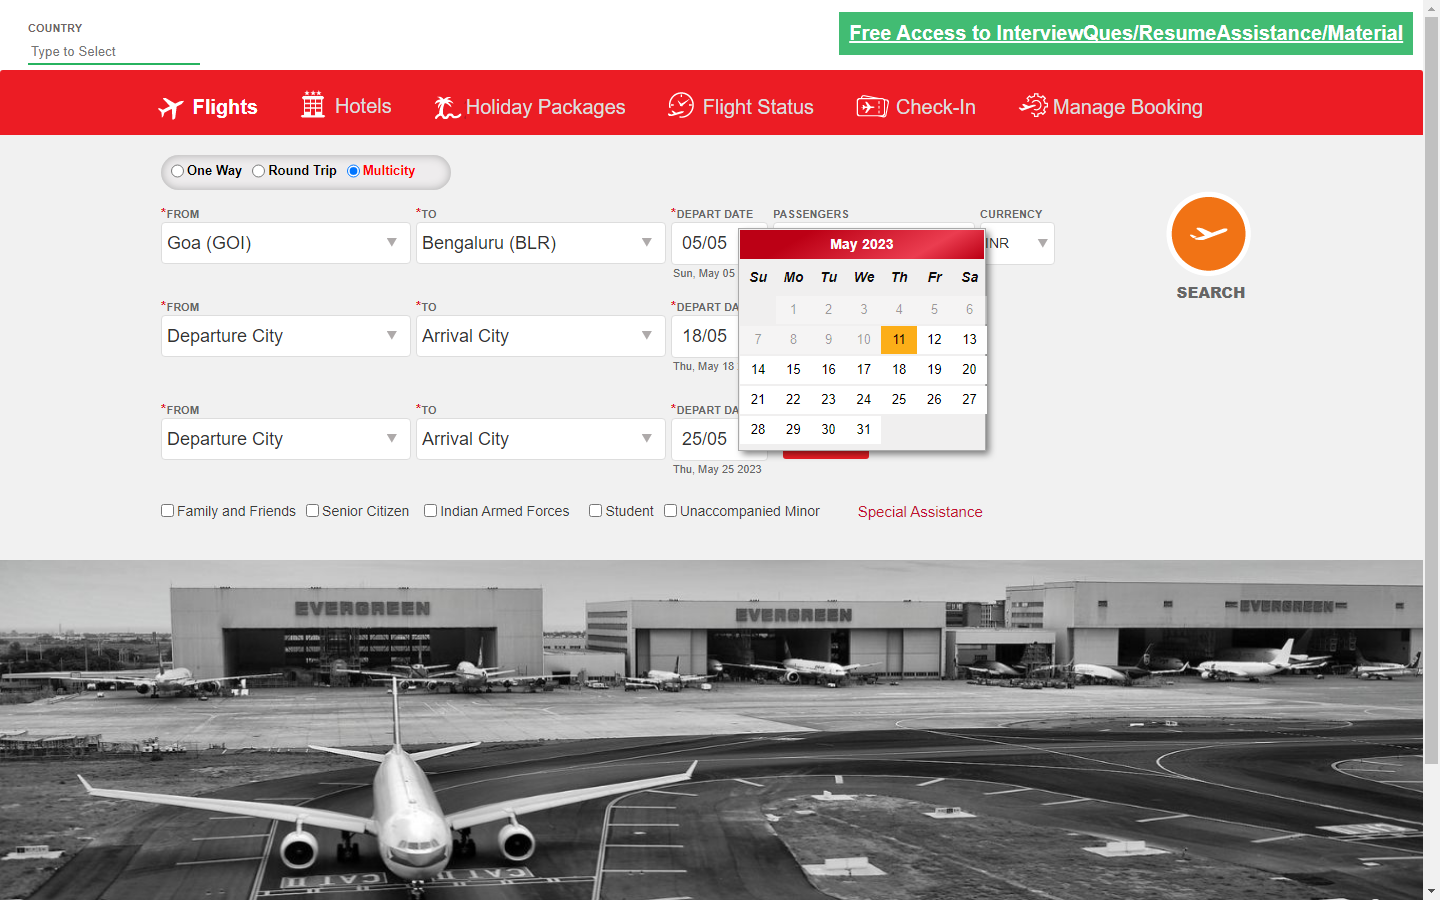 COUNTRY
Type to Select
Free Access to InterviewQues/ResumeAssistance/Material
Flights
Hotels
Holiday Packages
Flight Status
Check-In
Manage Booking
One Way
Round Trip
Multicity
*FROM
*TO
*DEPART DATE
PASSENGERS
CURRENCY
Goa (GOI)
Bengaluru (BLR)
05/05
INR
Sun, May 05
SEARCH
*FROM
*TO
*DEPART DA
Departure City
Arrival City
18/05
Thu, May 18
*FROM
*TO
*DEPART DA
Departure City
Arrival City
25/05
Thu, May 25 2023
May 2023
Su Mo Tu We Th Fr Sa
1 2 3 4 5 6
7 8 9 10 11 12 13
14 15 16 17 18 19 20
21 22 23 24 25 26 27
28 29 30 31
Family and Friends
Senior Citizen
Indian Armed Forces
Student
Unaccompanied Minor
Special Assistance
EVERGREEN
EVERGREEN
EVERGREEN
CAT III
CAT III